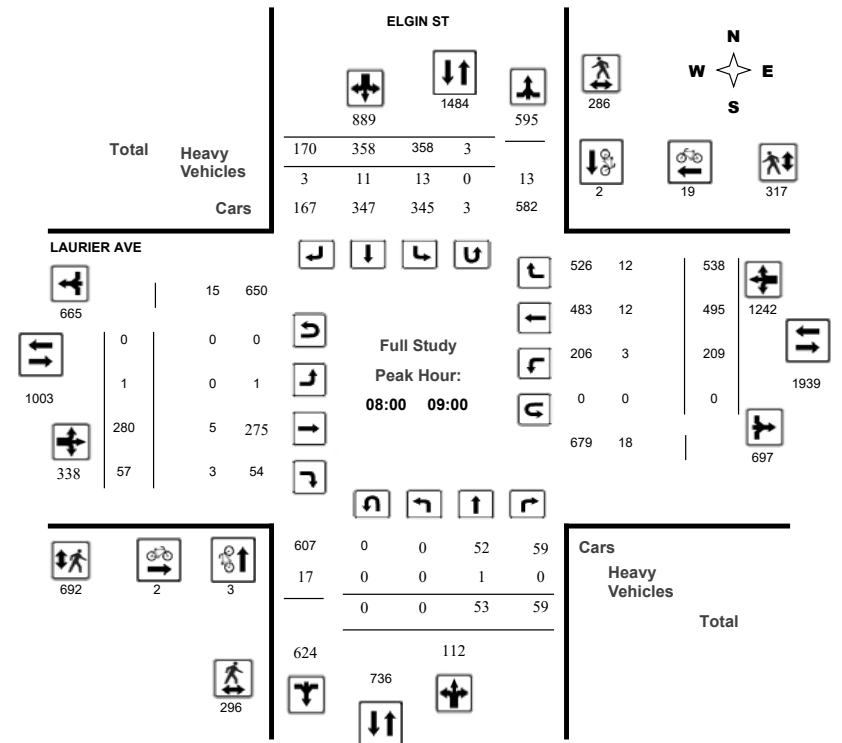 ELGIN ST
N
W E
S
1484
286
889 595
Total Heavy Vehicles
170 358 358 3
3 11 13 0 13
2 19 317
Cars 167 347 345 3 582
LAURIER AVE
526 12 538
665 15 650
483 12 495 1242
0 0 0
Full Study
206 3 209
1003 1 0 1
Peak Hour:
1939
08:00 09:00
0 0 0
280 5 275
679 18 697
338 57 3 54
607 0 0 52 59 Cars
17 0 0 1 0 Heavy
Vehicles
692 2 3
0 0 53 59
Total
624 112
736
296